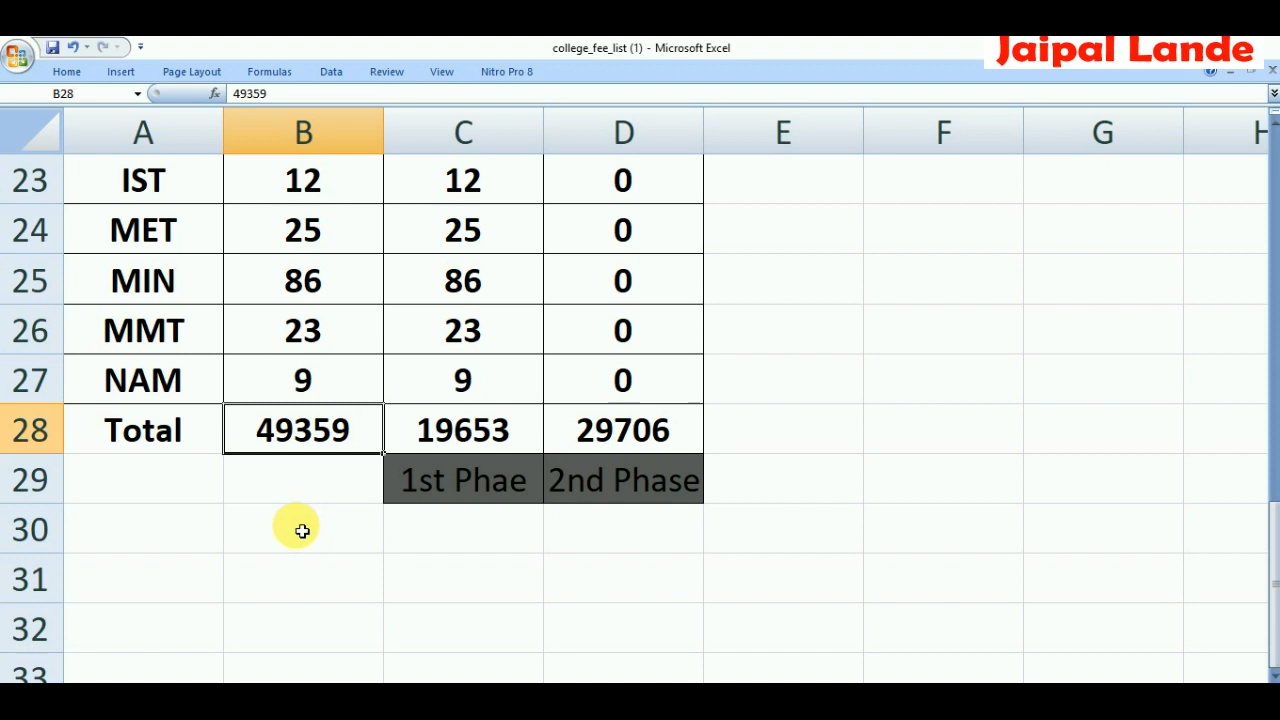 college_fee_list (1) - Microsoft Excel
Jaipal Lande
Home Insert Page Layout Formulas Data Review View Nitro Pro 8
B28 fx 49359
A B C D E F G H
23 IST 12 12 0
24 MET 25 25 0
25 MIN 86 86 0
26 MMT 23 23 0
27 NAM 9 9 0
28 Total 49359 19653 29706
29 1st Phae 2nd Phase
30
31
32
33